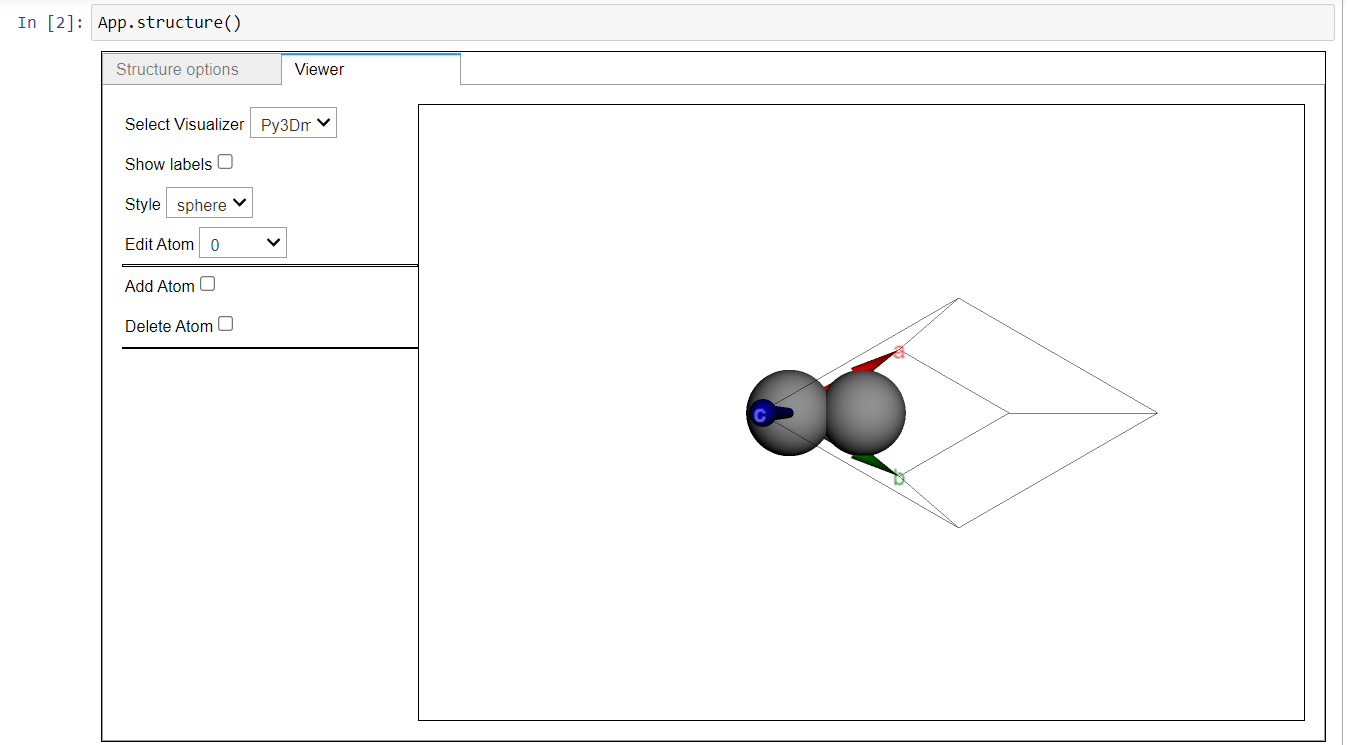 In [2]: App.structure()
Structure options Viewer
Select Visualizer Py3Dm
Show labels
Style sphere
Edit Atom 0
Add Atom
Delete Atom
a
c
b